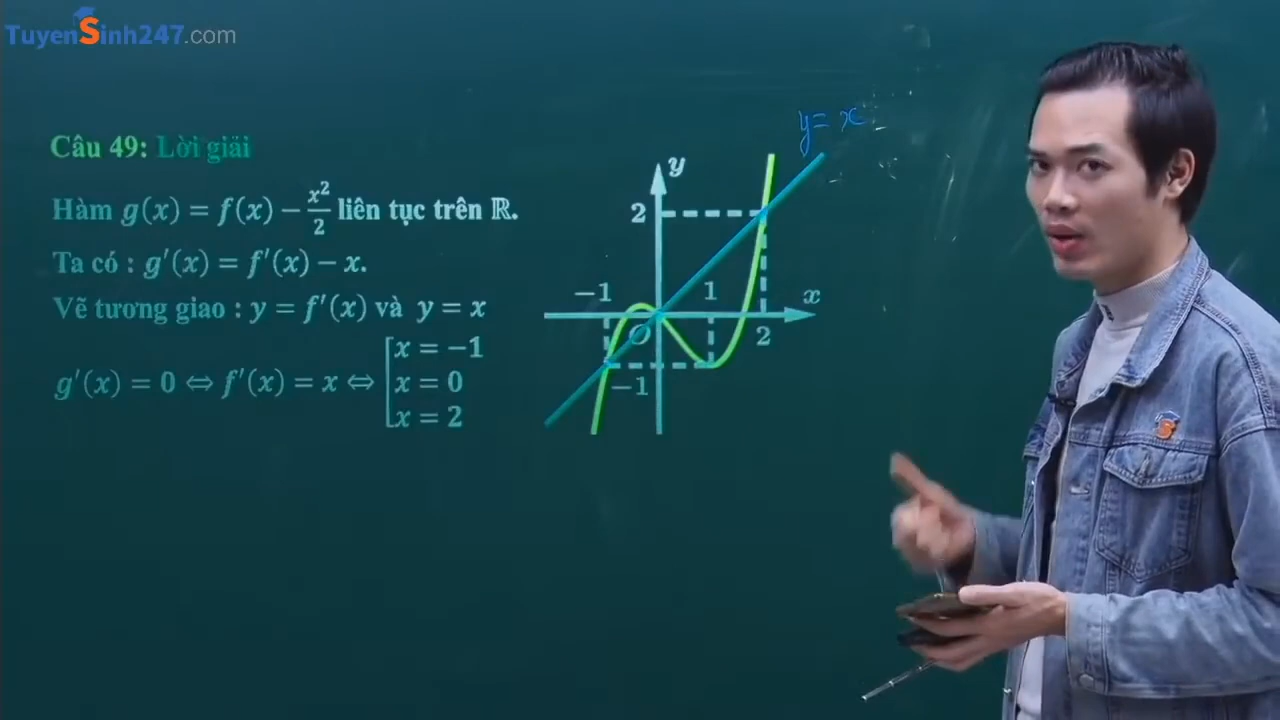 TuyenSinh247.com
Câu 49: Lời giải
Hàm g(x) = f(x) − x²/2 liên tục trên ℝ.
Ta có : g′(x) = f′(x) − x.
Vẽ tương giao : y = f′(x) và y = x
g′(x) = 0 ⇔ f′(x) = x ⇔ [x = −1
x = 0
x = 2
y = x
y
2
−1
1
x
O
2
−1
S